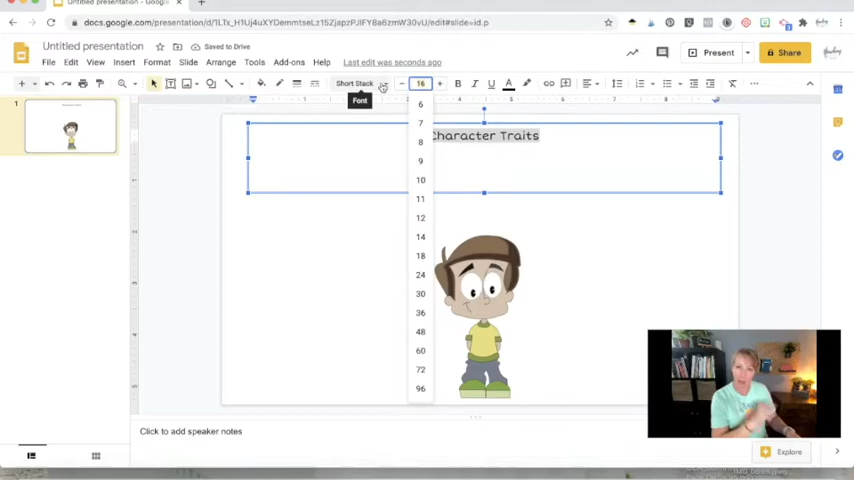 Untitled presentation - Googl
docs.google.com/presentation/d/1LTx_H1Uj4uXYDemmtseLz15ZjapzPJIFY8a6zmW30vU/edit#slide=id.p
Untitled presentation
Saved to Drive
File Edit View Insert Format Slide Arrange Tools Add-ons Help
Last edit was seconds ago
Present
Share
Short Stack
16
Font
6
7
8
9
10
11
12
14
18
24
30
36
48
60
72
96
1
Character Traits
Click to add speaker notes
Explore